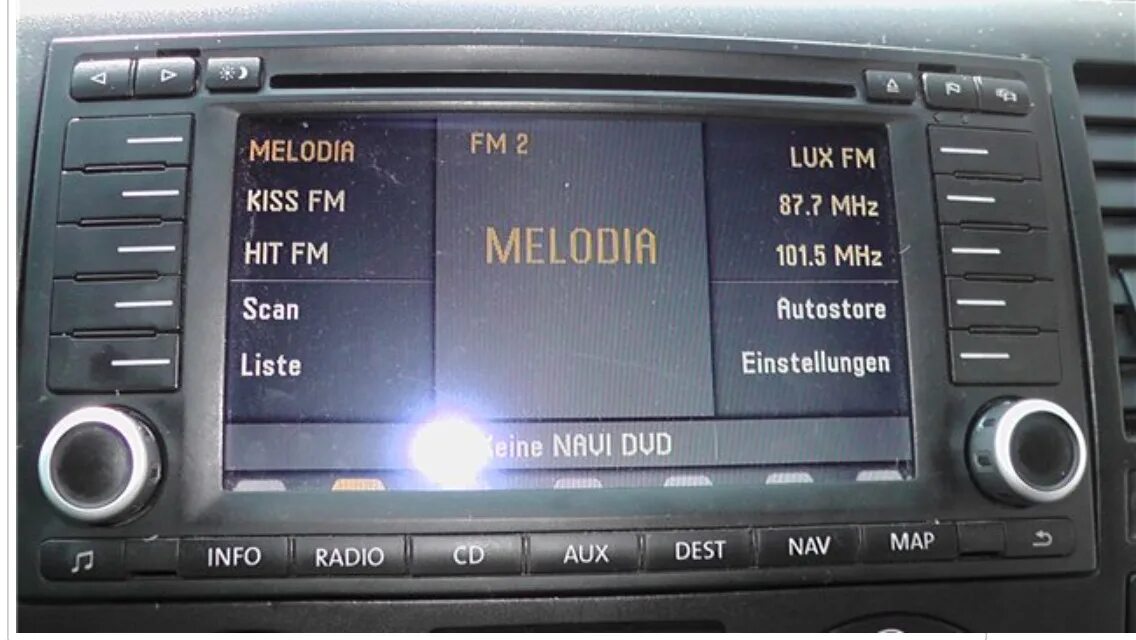 MELODIA
FM 2
LUX FM
KISS FM
87.7 MHz
MELODIA
HIT FM
101.5 MHz
Scan
Autostore
Liste
Einstellungen
Keine NAVI DVD
INFO
RADIO
CD
AUX
DEST
NAV
MAP